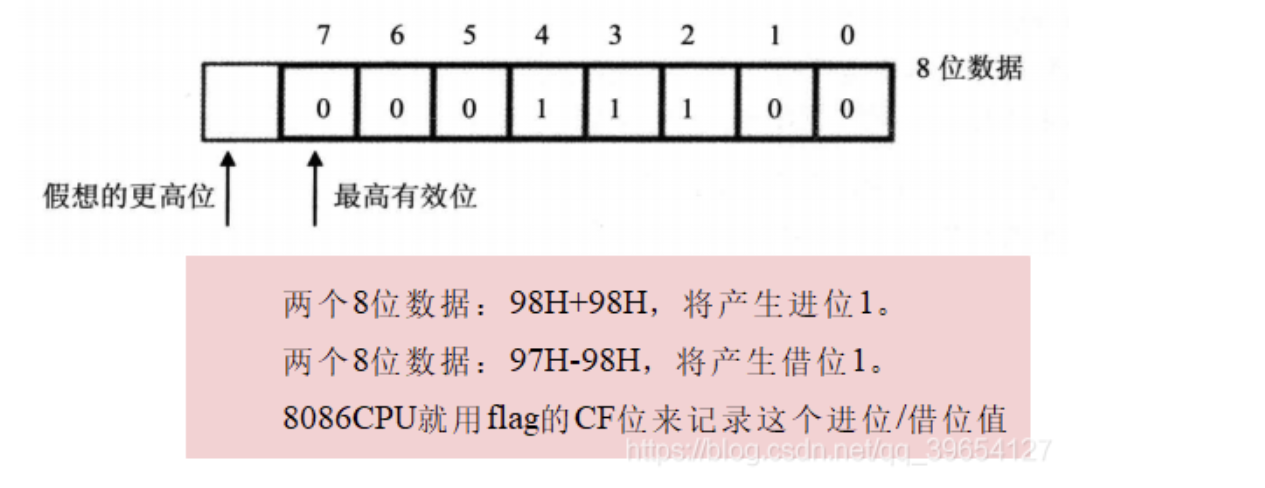 7 6 5 4 3 2 1 0
8 位数据
0 0 0 1 1 1 0 0
假想的更高位
最高有效位
两个8位数据：98H+98H，将产生进位1。
两个8位数据：97H-98H，将产生借位1。
8086CPU就用flag的CF位来记录这个进位/借位值
https://blog.csdn.net/qq_39654127